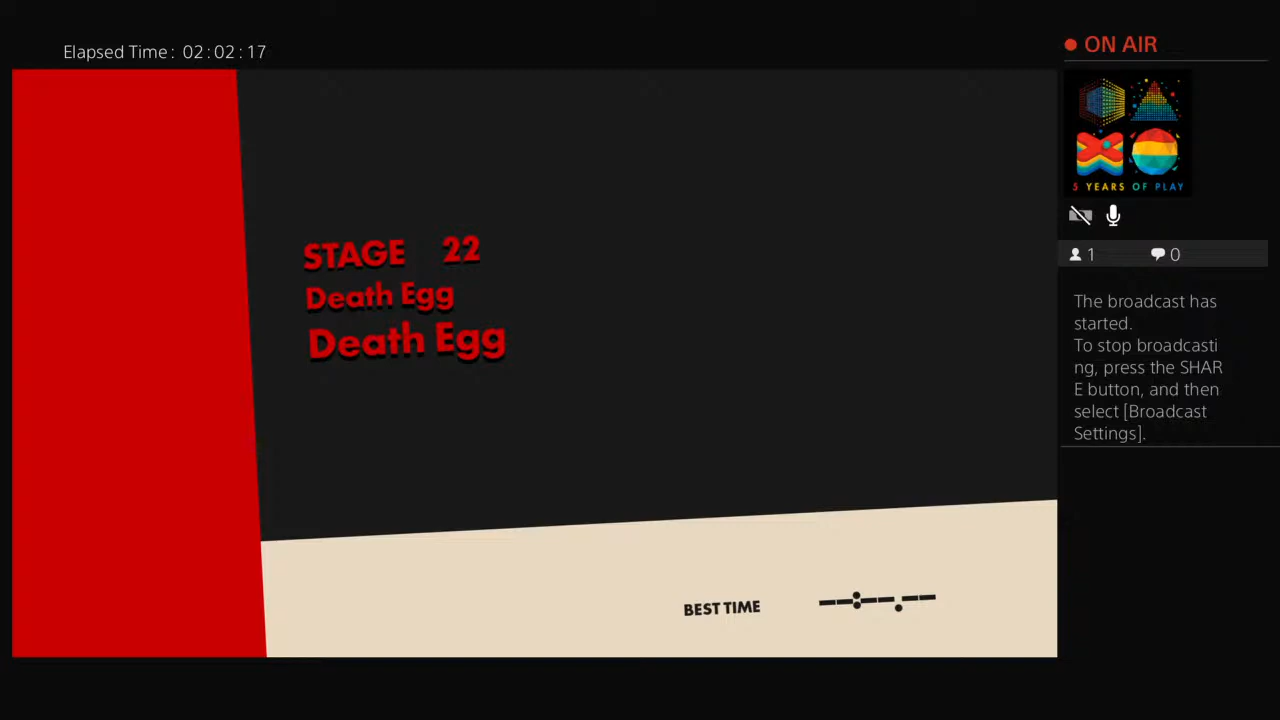 Elapsed Time: 02:02:17
ON AIR
5 YEARS OF PLAY
1
0
STAGE 22
Death Egg
Death Egg
The broadcast has
started.
To stop broadcasti
ng, press the SHAR
E button, and then
select [Broadcast
Settings].
BEST TIME --:--.--